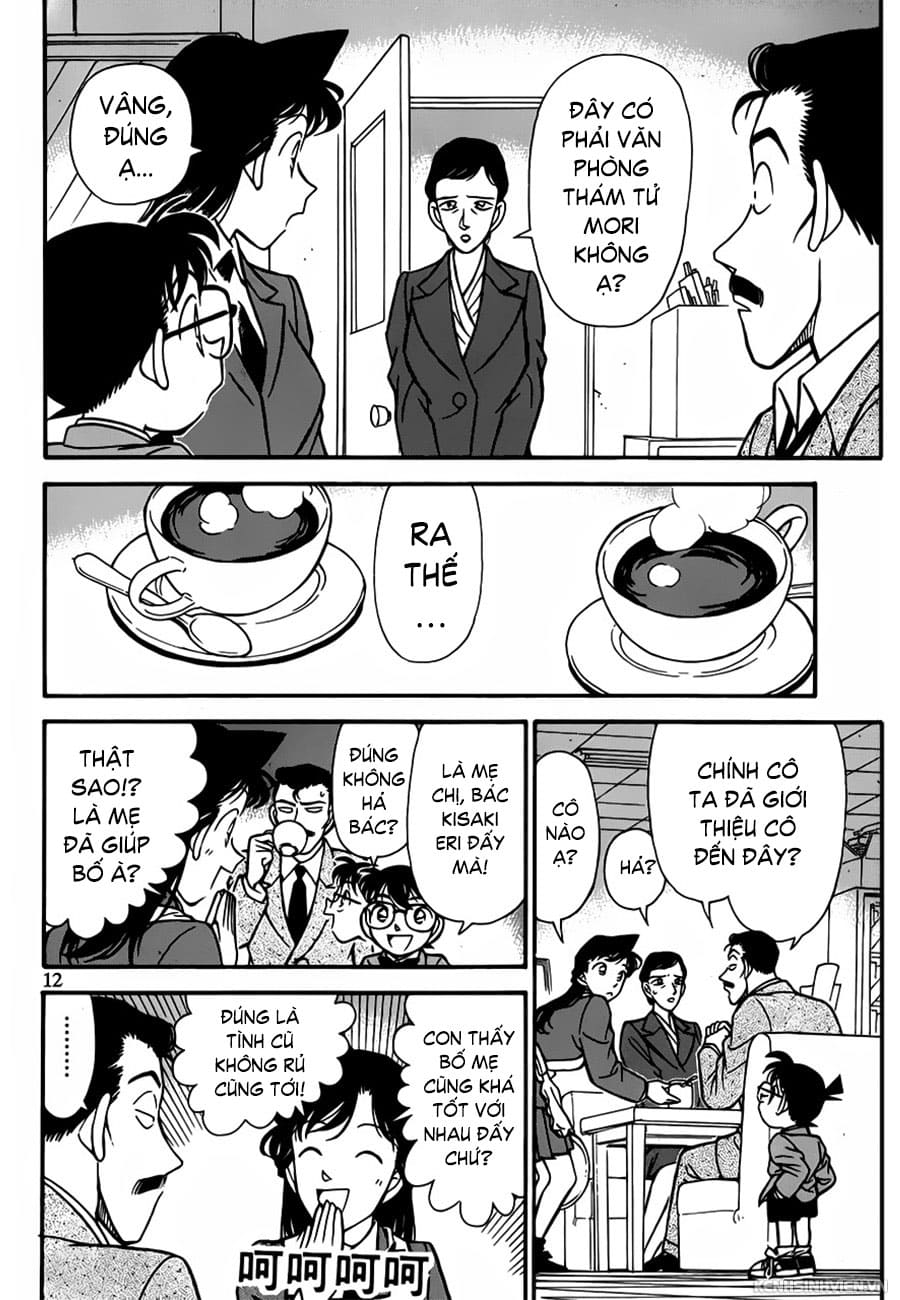 ĐÂY CÓ
PHẢI VĂN
PHÒNG
THÁM TỬ
MORI
KHÔNG
Ạ?
VÂNG,
ĐÚNG
Ạ...
RA
THẾ
...
CHÍNH CÔ
TA ĐÃ GIỚI
THIỆU CÔ
ĐẾN ĐÂY?
HẢ?
CÔ
NÀO
Ạ?
LÀ MẸ
CHỊ, BÁC
KISAKI
ERI ĐẤY
MÀ!
ĐÚNG
KHÔNG
HẢ
BÁC?
THẬT
SAO!?
LÀ MẸ
ĐÃ GIÚP
BỐ À?
12
CON THẤY
BỐ MẸ
CŨNG KHÁ
TỐT VỚI
NHAU ĐẤY
CHỨ?
ĐÚNG LÀ
TÌNH CŨ
KHÔNG RỦ
CŨNG TỚI!
.........
呵呵呵呵
KENHSINHVIEN.VN